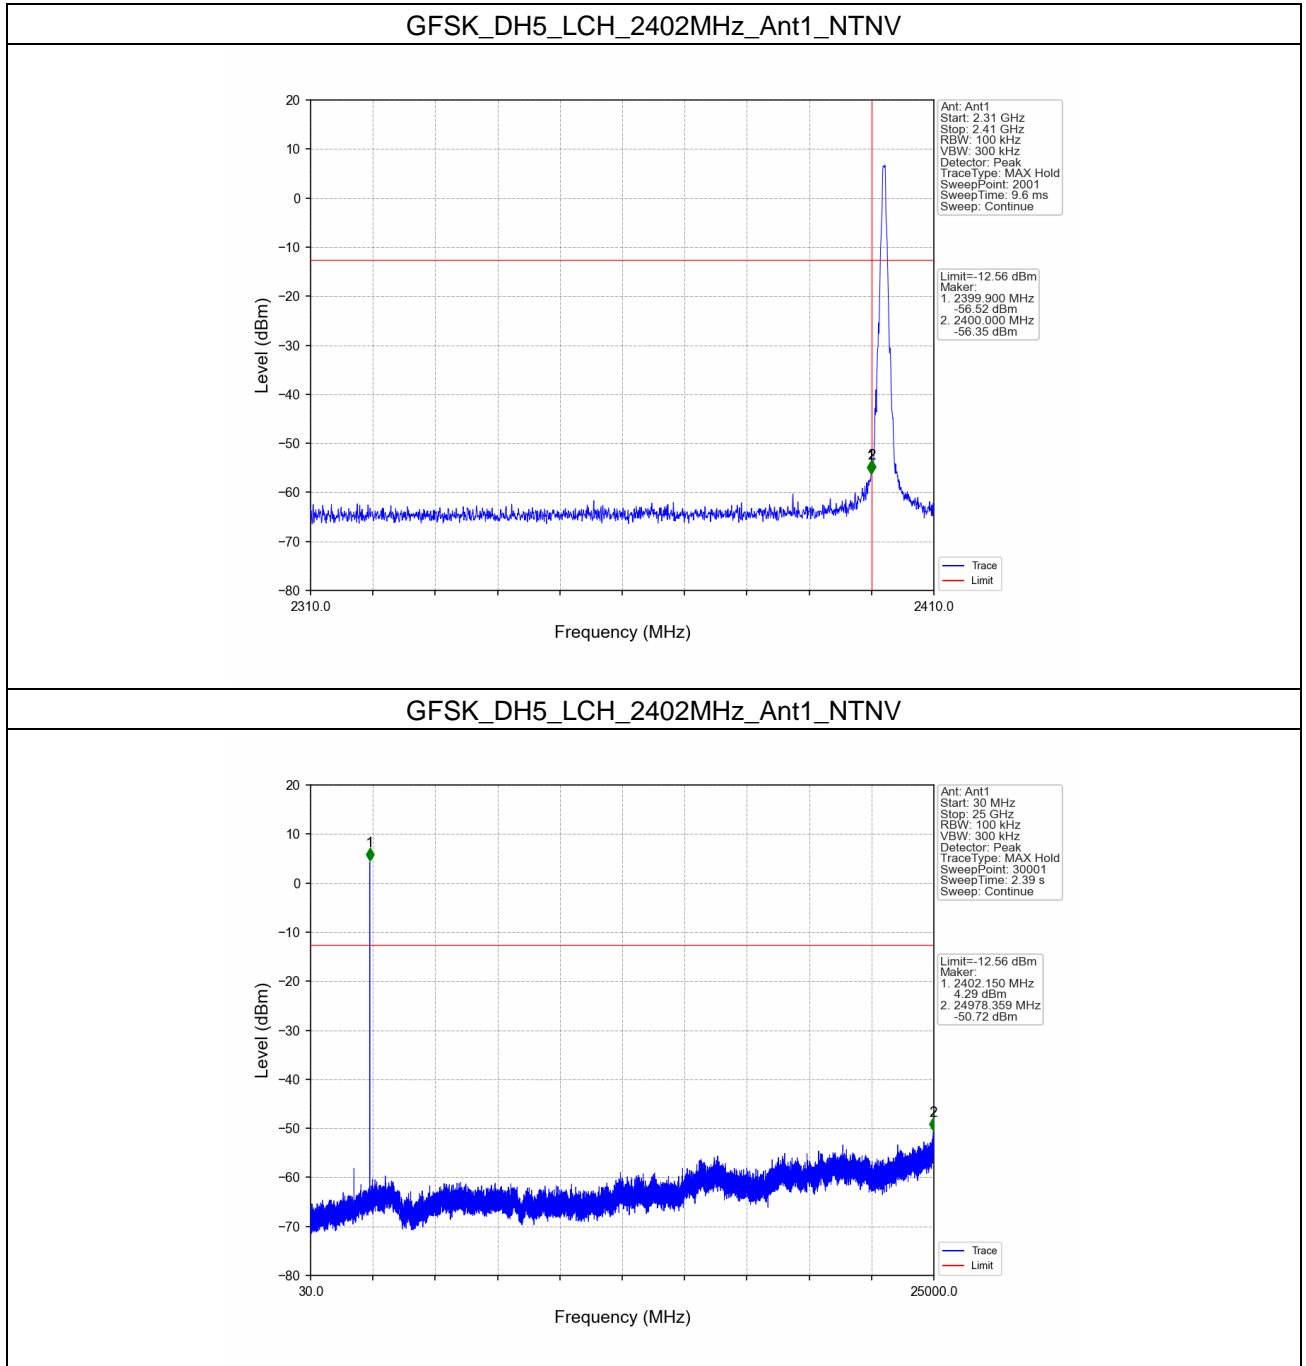 GFSK_DH5_LCH_2402MHz_Ant1_NTNV
20
10
0
−10
−20
−30
−40
−50
−60
−70
−80
Level (dBm)
2310.0
2410.0
Frequency (MHz)
1
2
Ant: Ant1
Start: 2.31 GHz
Stop: 2.41 GHz
RBW: 100 kHz
VBW: 300 kHz
Detector: Peak
TraceType: MAX Hold
SweepPoint: 2001
SweepTime: 9.6 ms
Sweep: Continue
Limit=-12.56 dBm
Maker:
1. 2399.900 MHz
-56.52 dBm
2. 2400.000 MHz
-56.35 dBm
Trace
Limit
GFSK_DH5_LCH_2402MHz_Ant1_NTNV
20
10
0
−10
−20
−30
−40
−50
−60
−70
−80
Level (dBm)
30.0
25000.0
Frequency (MHz)
1
2
Ant: Ant1
Start: 30 MHz
Stop: 25 GHz
RBW: 100 kHz
VBW: 300 kHz
Detector: Peak
TraceType: MAX Hold
SweepPoint: 30001
SweepTime: 2.39 s
Sweep: Continue
Limit=-12.56 dBm
Maker:
1. 2402.150 MHz
4.29 dBm
2. 24978.359 MHz
-50.72 dBm
Trace
Limit